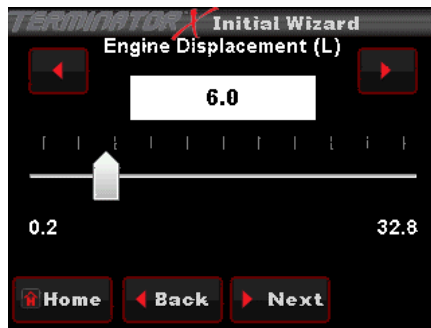 TERMINATOR X Initial Wizard
Engine Displacement (L)
6.0
0.2 32.8
Home Back Next